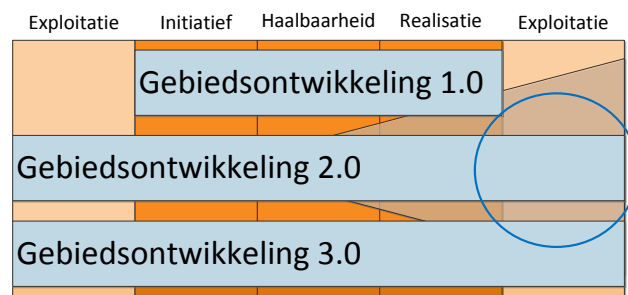 Exploitatie Initiatief Haalbaarheid Realisatie Exploitatie
Gebiedsontwikkeling 1.0
Gebiedsontwikkeling 2.0
Gebiedsontwikkeling 3.0